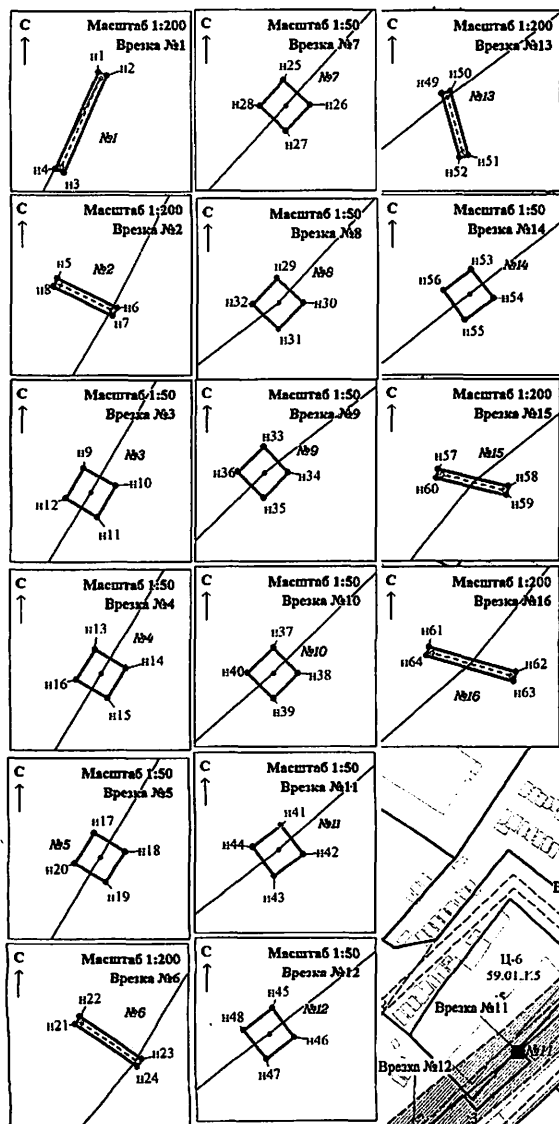 С
Масштаб 1:200
Врезка №1
н1
н2
№1
н4
н3
С
Масштаб 1:200
Врезка №2
№2
н5
н8
н6
н7
С
Масштаб 1:50
Врезка №3
н9
№3
н10
н12
н11
С
Масштаб 1:50
Врезка №4
н13
№4
н14
н16
н15
С
Масштаб 1:50
Врезка №5
н17
№5
н18
н20
н19
С
Масштаб 1:200
Врезка №6
н22
№6
н21
н23
н24
С
Масштаб 1:50
Врезка №7
н25
№7
н28
н26
н27
С
Масштаб 1:50
Врезка №8
н29
№8
н32
н30
н31
С
Масштаб 1:50
Врезка №9
н33
№9
н36
н34
н35
С
Масштаб 1:50
Врезка №10
н37
№10
н40
н38
н39
С
Масштаб 1:50
Врезка №11
н41
№11
н44
н42
н43
С
Масштаб 1:50
Врезка №12
н45
№12
н48
н46
н47
С
Масштаб 1:200
Врезка №13
н49
н50
№13
н52
н51
С
Масштаб 1:50
Врезка №14
н53
№14
н56
н54
н55
С
Масштаб 1:200
Врезка №15
н57
№15
н60
н58
н59
С
Масштаб 1:200
Врезка №16
н61
н64
н62
н63
№16
В
Ц-6
59.01.Г.5
Врезка №11
№11
Врезка №12